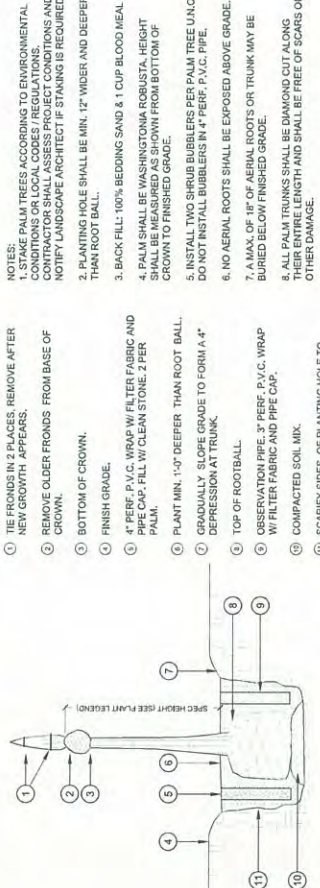 NOTES:
1. STAKE PALM TREES ACCORDING TO ENVIRONMENTAL
CONDITIONS OR LOCAL CODES / REGULATIONS.
CONTRACTOR SHALL ASSESS PROJECT CONDITIONS AND
NOTIFY LANDSCAPE ARCHITECT IF STAKING IS REQUIRED
2. PLANTING HOLE SHALL BE MIN. 12" WIDER AND DEEPER
THAN ROOT BALL.
3. BACK FILL: 100% BEDDING SAND & 1 CUP BLOOD MEAL
4. PALM SHALL BE WASHINGTONIA ROBUSTA. HEIGHT
SHALL BE MEASURED AS SHOWN FROM BOTTOM OF
CROWN TO FINISHED GRADE.
5. INSTALL TWO SHRUB BUBBLERS PER PALM TREE U.N.O.
DO NOT INSTALL BUBBLERS IN 4" PERF. P.V.C. PIPE.
6. NO AERIAL ROOTS SHALL BE EXPOSED ABOVE GRADE.
7. A MAX. OF 18" OF AERIAL ROOTS OR TRUNK MAY BE
BURIED BELOW FINISHED GRADE.
8. ALL PALM TRUNKS SHALL BE DIAMOND CUT ALONG
THEIR ENTIRE LENGTH AND SHALL BE FREE OF SCARS OR
OTHER DAMAGE.
1 TIE FRONDS IN 2 PLACES, REMOVE AFTER
NEW GROWTH APPEARS.
2 REMOVE OLDER FRONDS FROM BASE OF
CROWN.
3 BOTTOM OF CROWN.
4 FINISH GRADE.
5 4" PERF. P.V.C. WRAP W/ FILTER FABRIC AND
PIPE CAP. FILL W/ CLEAN STONE. 2 PER
PALM.
6 PLANT MIN. 1'-0" DEEPER THAN ROOT BALL.
7 GRADUALLY SLOPE GRADE TO FORM A 4"
DEPRESSION AT TRUNK.
8 TOP OF ROOTBALL.
9 OBSERVATION PIPE. 3" PERF. P.V.C. WRAP
W/ FILTER FABRIC AND PIPE CAP.
10 COMPACTED SOIL MIX.
11 SCARIFY SIDES OF PLANTING HOLE TO
1
2
3
SPEC HEIGHT (SEE PLANT LEGEND)
4
5
6
7
8
9
10
11